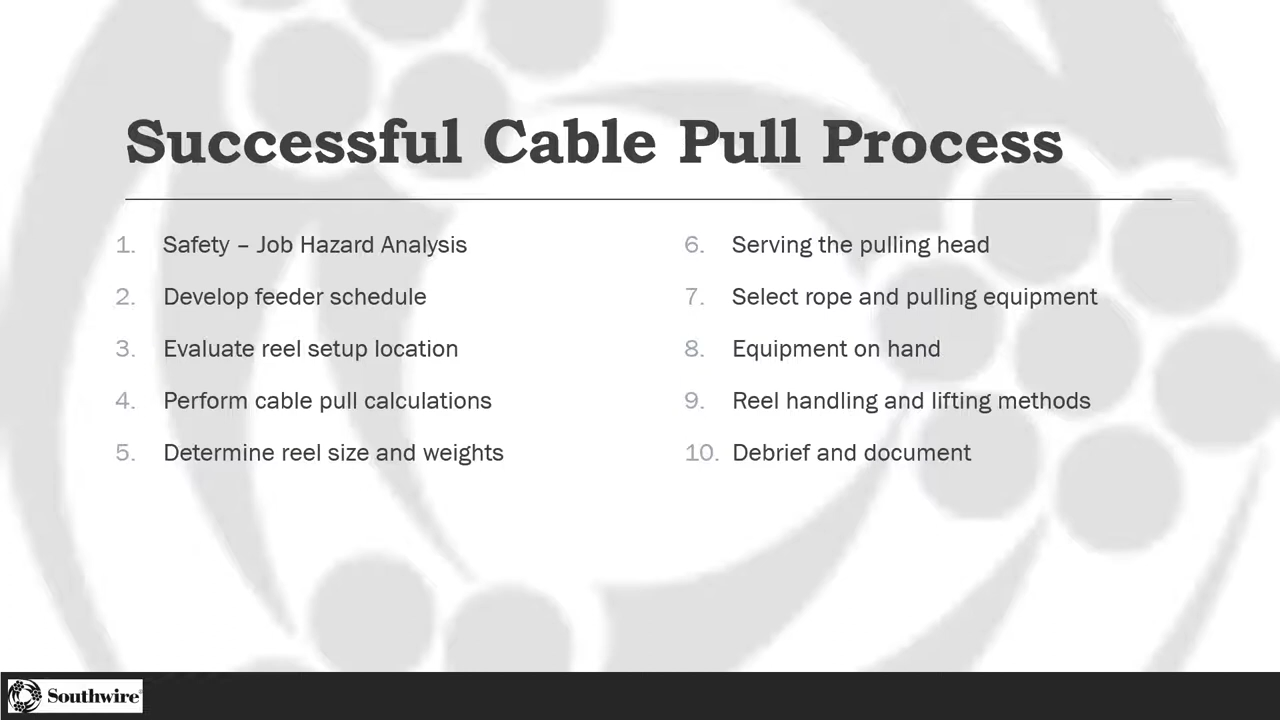 Successful Cable Pull Process
1. Safety – Job Hazard Analysis
2. Develop feeder schedule
3. Evaluate reel setup location
4. Perform cable pull calculations
5. Determine reel size and weights
6. Serving the pulling head
7. Select rope and pulling equipment
8. Equipment on hand
9. Reel handling and lifting methods
10. Debrief and document
Southwire®